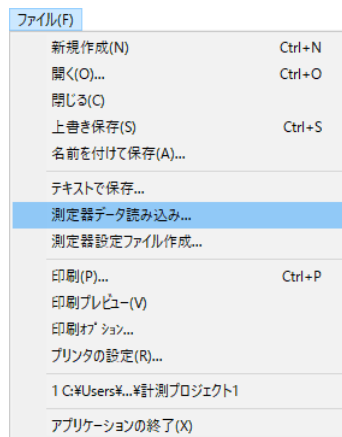 ファイル(F)
新規作成(N) Ctrl+N
開く(O)... Ctrl+O
閉じる(C)
上書き保存(S) Ctrl+S
名前を付けて保存(A)...
テキストで保存...
測定器データ読み込み...
測定器設定ファイル作成...
印刷(P)... Ctrl+P
印刷プレビュー(V)
印刷ｵﾌﾟｼｮﾝ...
プリンタの設定(R)...
1 C:¥Users¥...¥計測プロジェクト1
アプリケーションの終了(X)